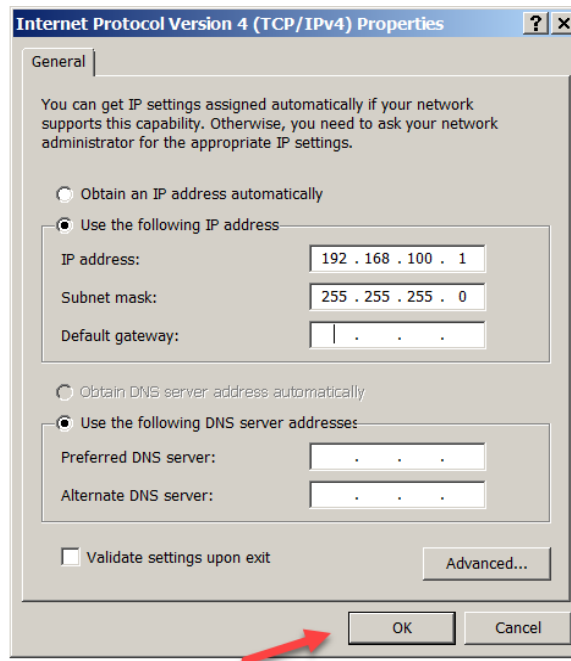 Internet Protocol Version 4 (TCP/IPv4) Properties ? X
General
You can get IP settings assigned automatically if your network
supports this capability. Otherwise, you need to ask your network
administrator for the appropriate IP settings.
Obtain an IP address automatically
Use the following IP address
IP address: 192 . 168 . 100 . 1
Subnet mask: 255 . 255 . 255 . 0
Default gateway: . . .
Obtain DNS server address automatically
Use the following DNS server addresses
Preferred DNS server: . . .
Alternate DNS server: . . .
Validate settings upon exit
Advanced...
OK Cancel